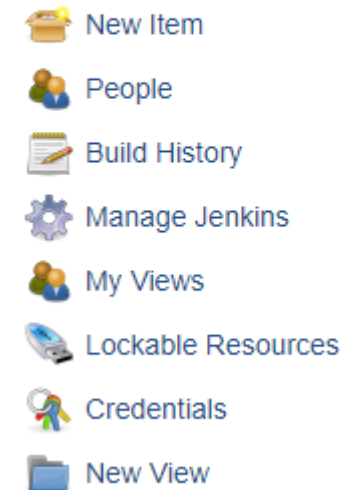 New Item
People
Build History
Manage Jenkins
My Views
Lockable Resources
Credentials
New View